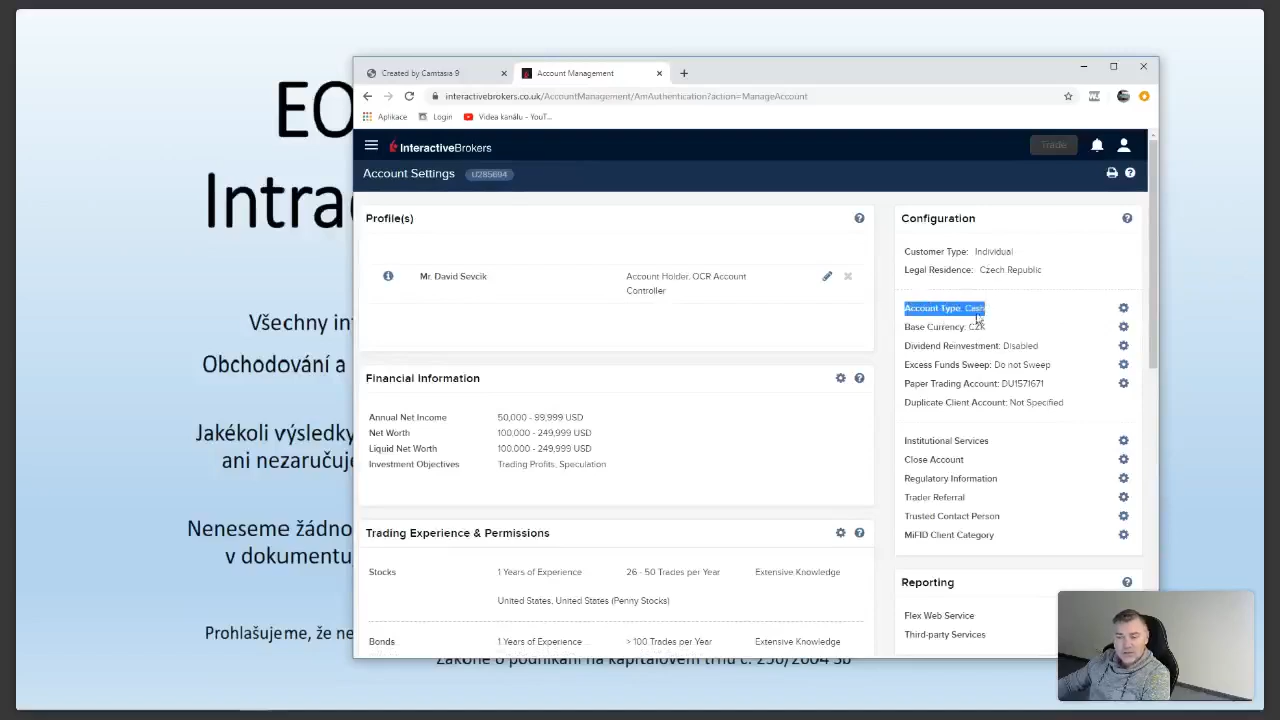 EO
Intra
Všechny in
Obchodování a
Jakékoli výsledky
ani nezaručuj
Neneseme žádno
v dokumentu,
Prohlašujeme, že ne
Zákone o podnikání na kapitálovém trhu č. 256/2004 Sb
Created by Camtasia 9
Account Management
interactivebrokers.co.uk/AccountManagement/AmAuthentication?action=ManageAccount
Aplikace
Login
Videa kanálu - YouT...
InteractiveBrokers
Trade
Account Settings
U285694
Profile(s)
Mr. David Sevcik
Account Holder, OCR Account
Controller
Financial Information
Annual Net Income 50,000 - 99,999 USD
Net Worth 100,000 - 249,999 USD
Liquid Net Worth 100,000 - 249,999 USD
Investment Objectives Trading Profits, Speculation
Trading Experience & Permissions
Stocks 1 Years of Experience 26 - 50 Trades per Year Extensive Knowledge
United States, United States (Penny Stocks)
Bonds 1 Years of Experience > 100 Trades per Year Extensive Knowledge
Configuration
Customer Type: Individual
Legal Residence: Czech Republic
Account Type: Cash
Base Currency: CZK
Dividend Reinvestment: Disabled
Excess Funds Sweep: Do not Sweep
Paper Trading Account: DU1571671
Duplicate Client Account: Not Specified
Institutional Services
Close Account
Regulatory Information
Trader Referral
Trusted Contact Person
MiFID Client Category
Reporting
Flex Web Service
Third-party Services